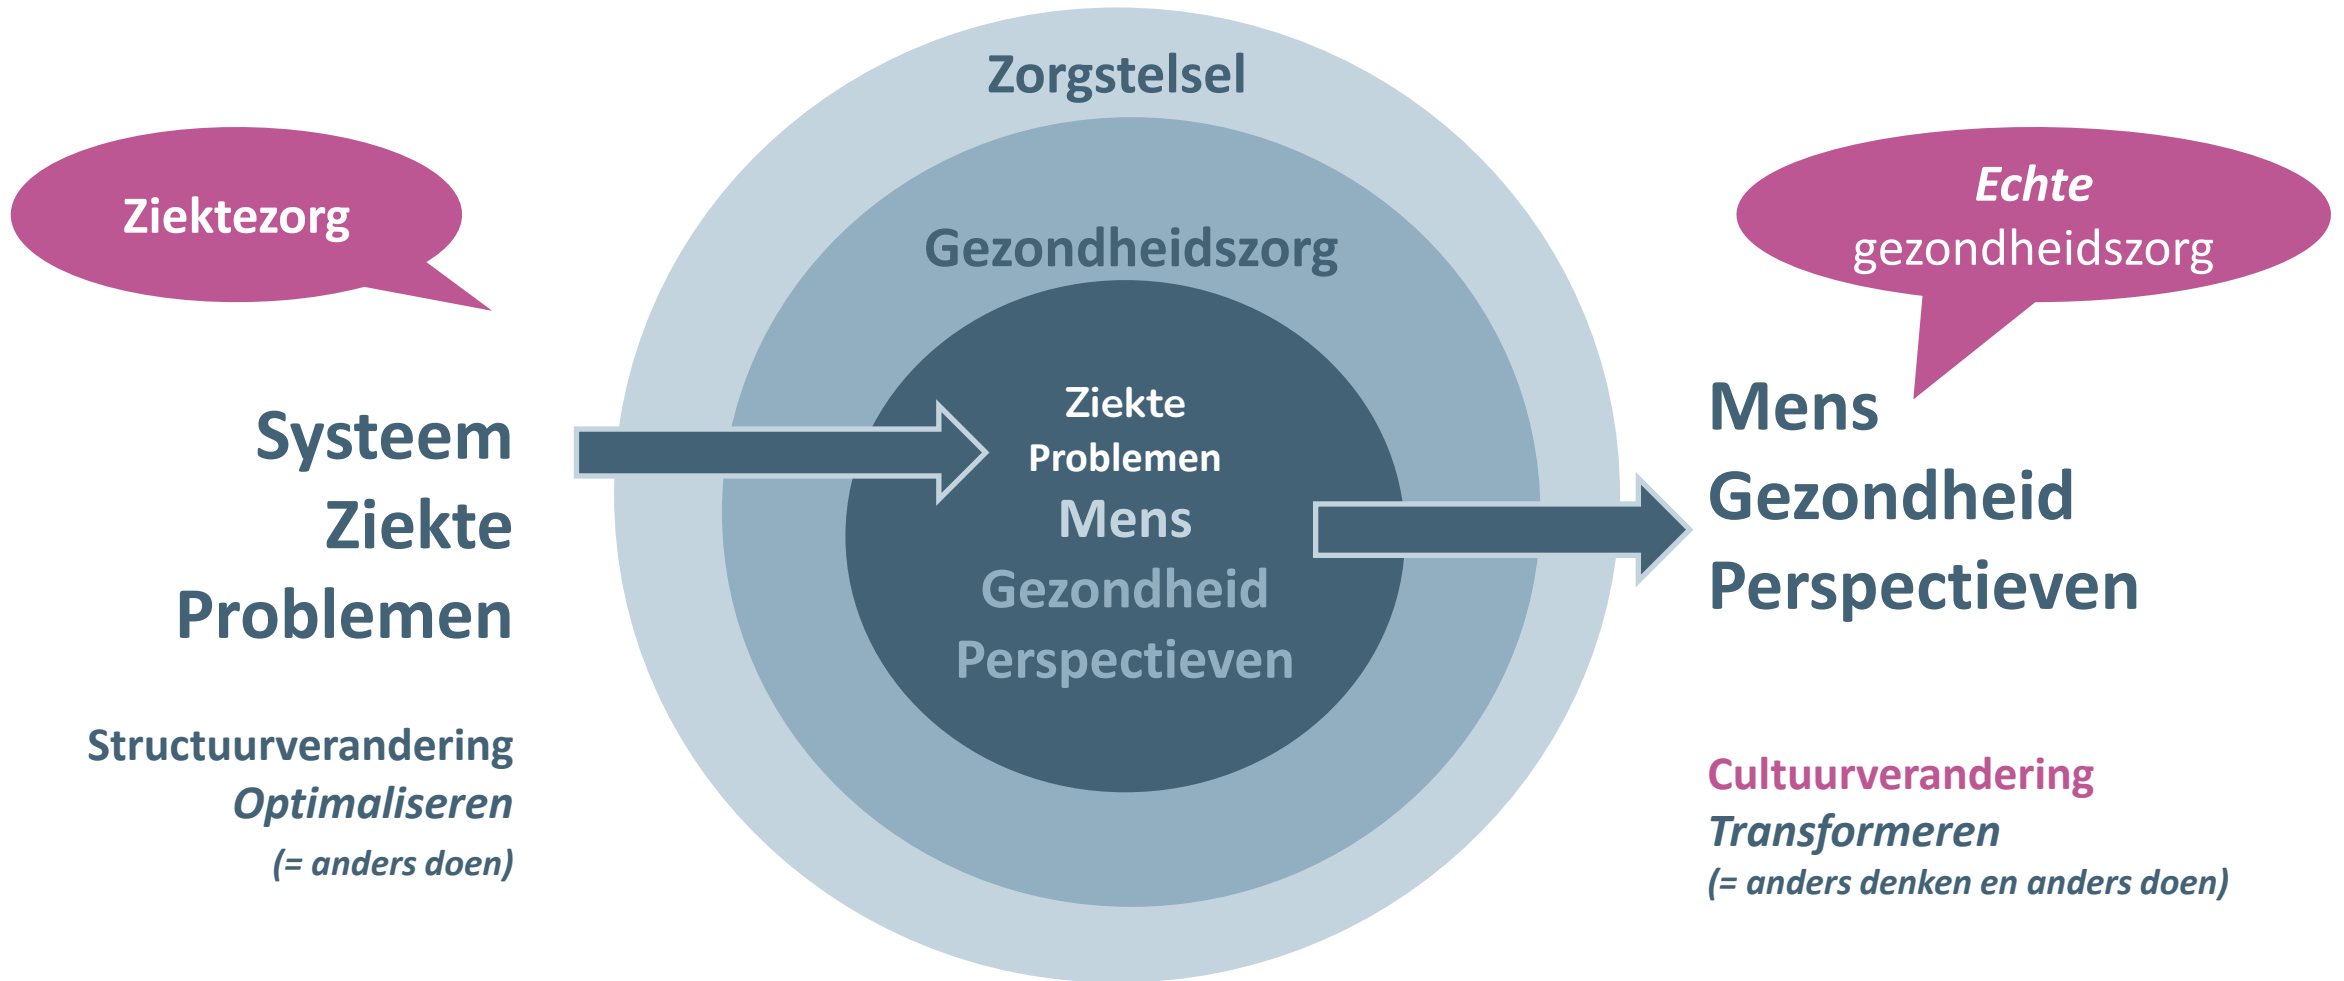 Zorgstelsel
Gezondheidszorg
Ziektezorg
Systeem
Ziekte
Problemen
Structuurverandering
Optimaliseren
(= anders doen)
Ziekte
Problemen
Mens
Gezondheid
Perspectieven
Echte
gezondheidszorg
Mens
Gezondheid
Perspectieven
Cultuurverandering
Transformeren
(= anders denken en anders doen)